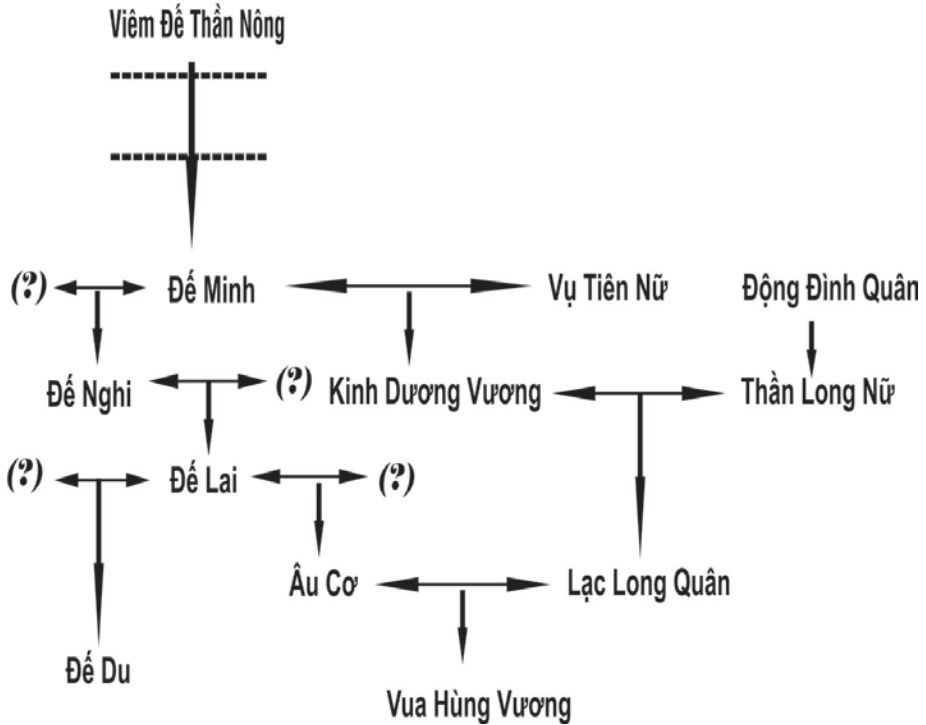 Viêm Đế Thần Nông
(?) Đế Minh Vụ Tiên Nữ Động Đình Quân
Đế Nghi (?) Kinh Dương Vương Thần Long Nữ
(?) Đế Lai (?)
Âu Cơ Lạc Long Quân
Đế Du
Vua Hùng Vương